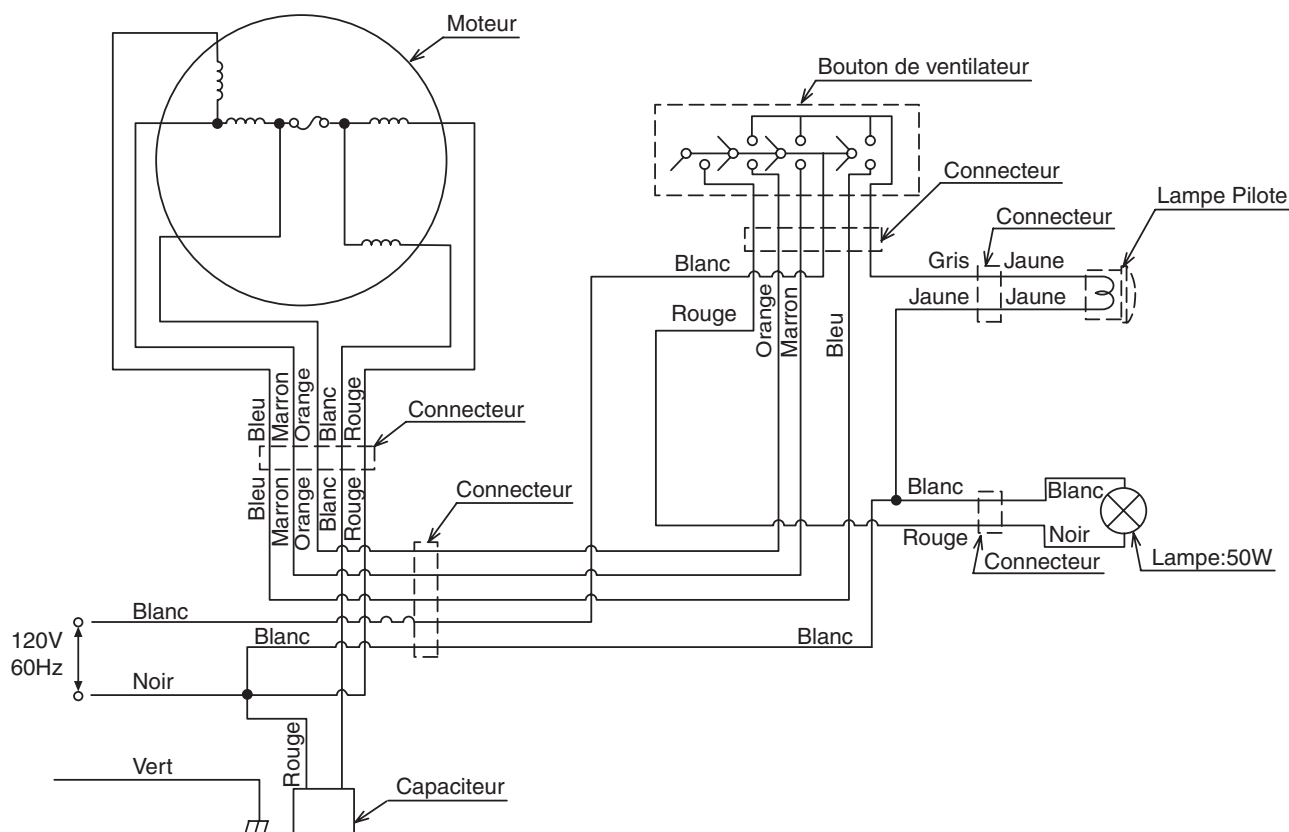 Moteur
Bouton de ventilateur
Connecteur
Lampe Pilote
Connecteur
Blanc
Gris
Jaune
Rouge
Orange
Marron
Bleu
Jaune
Jaune
Bleu
Marron
Orange
Blanc
Rouge
Connecteur
Bleu
Marron
Orange
Blanc
Rouge
Connecteur
Blanc
Blanc
Rouge
Noir
Connecteur
Lampe:50W
Blanc
120V
60Hz
Blanc
Blanc
Noir
Rouge
Vert
Capaciteur